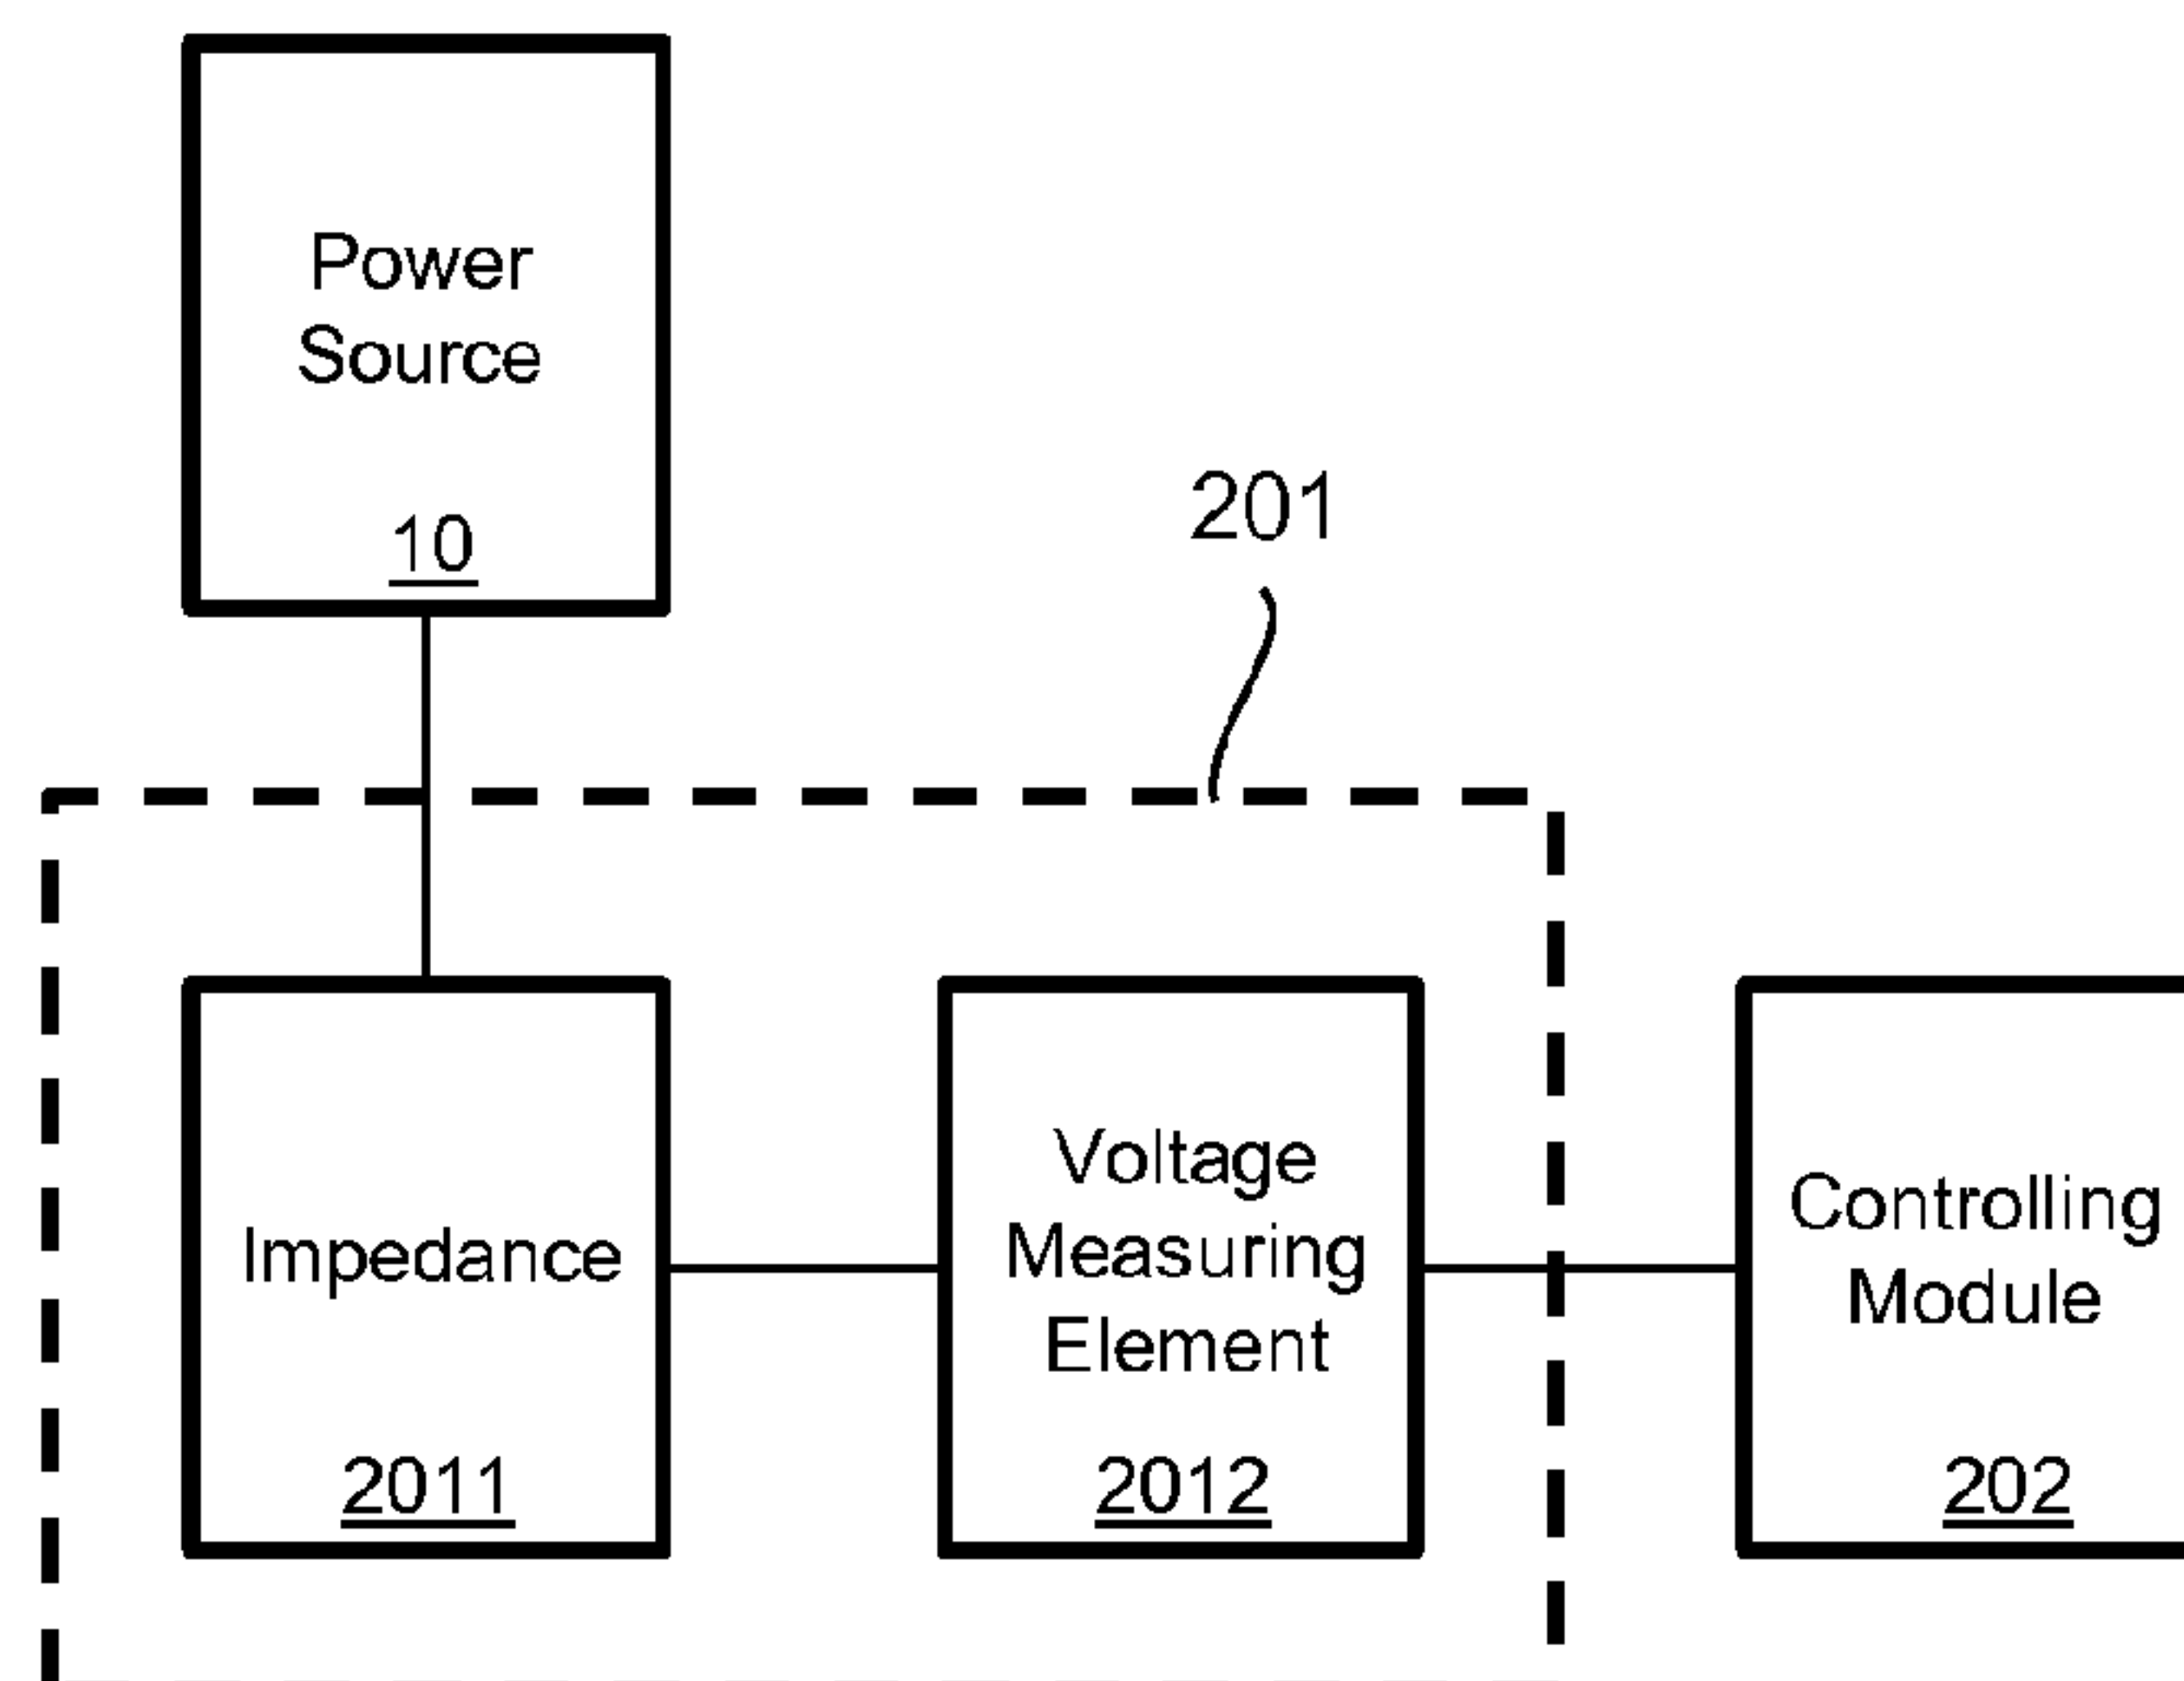 Power
Source
10
201
Impedance
2011
Voltage
Measuring
Element
2012
Controlling
Module
202